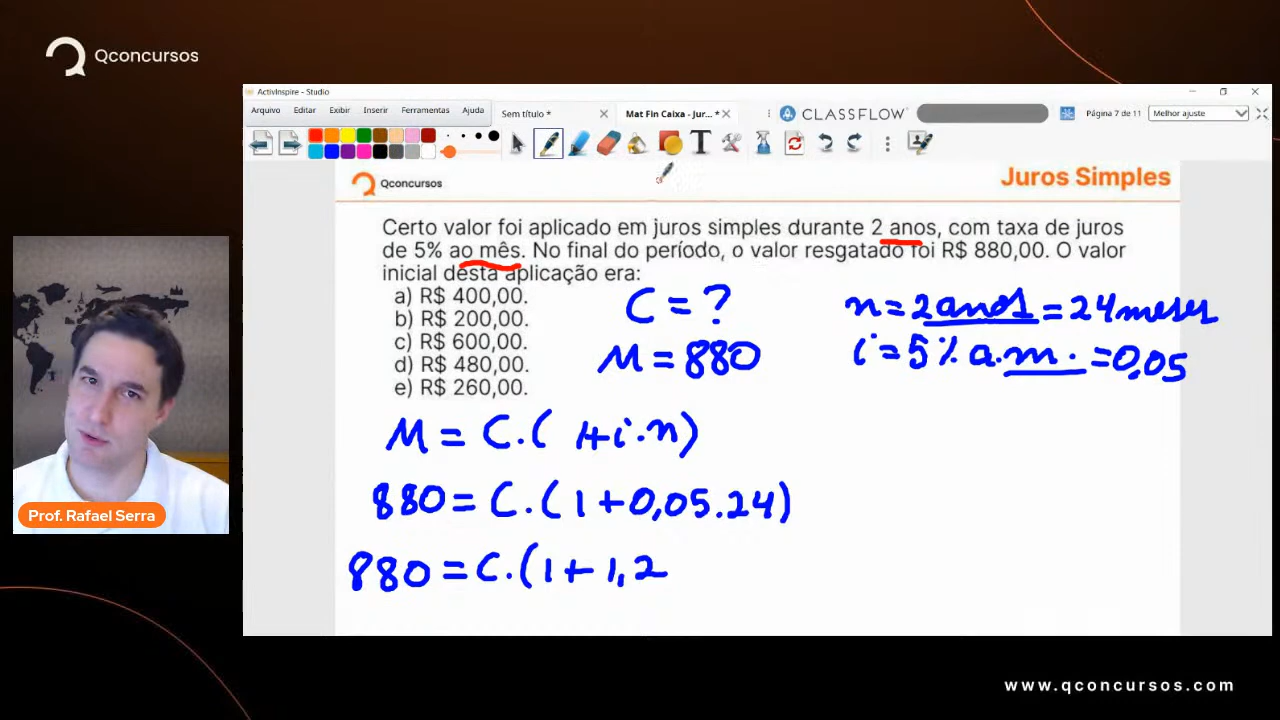 Qconcursos
ActivInspire - Studio
Arquivo Editar Exibir Inserir Ferramentas Ajuda
Sem título *
Mat Fin Caixa - Jur... *
CLASSFLOW
Página 7 de 11
Melhor ajuste
Qconcursos
Juros Simples
Certo valor foi aplicado em juros simples durante 2 anos, com taxa de juros
de 5% ao mês. No final do período, o valor resgatado foi R$ 880,00. O valor
inicial desta aplicação era:
a) R$ 400,00.
b) R$ 200,00.
c) R$ 600,00.
d) R$ 480,00.
e) R$ 260,00.
C = ?
M = 880
n = 2 anos = 24 meses
i = 5% a.m. = 0,05
M = C.( 1+i.n)
880 = C.(1+0,05.24)
880 = C.(1+1,2
Prof. Rafael Serra
www.qconcursos.com